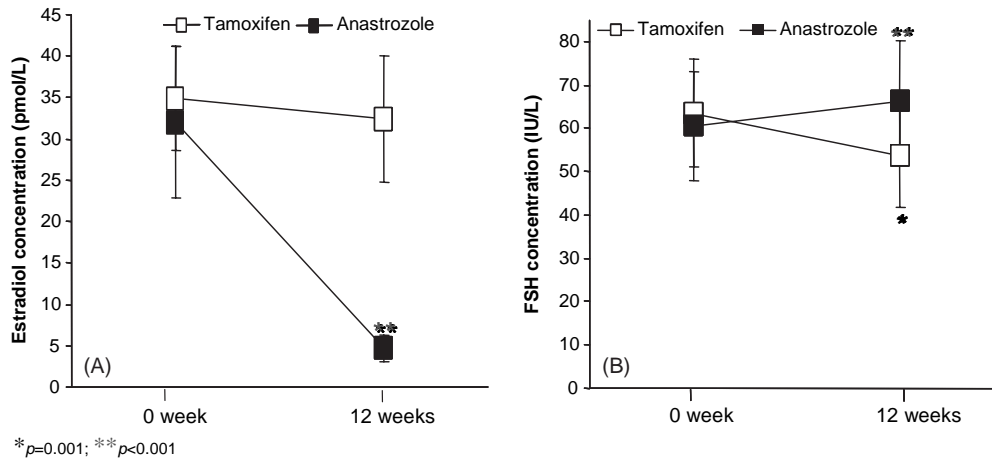 Estradiol concentration (pmol/L)
45
40
35
30
25
20
15
10
5
0
Tamoxifen Anastrozole
**
(A)
0 week 12 weeks
FSH concentration (IU/L)
80
70
60
50
40
30
20
10
0
Tamoxifen Anastrozole
**
*
(B)
0 week 12 weeks
*p=0.001; **p<0.001